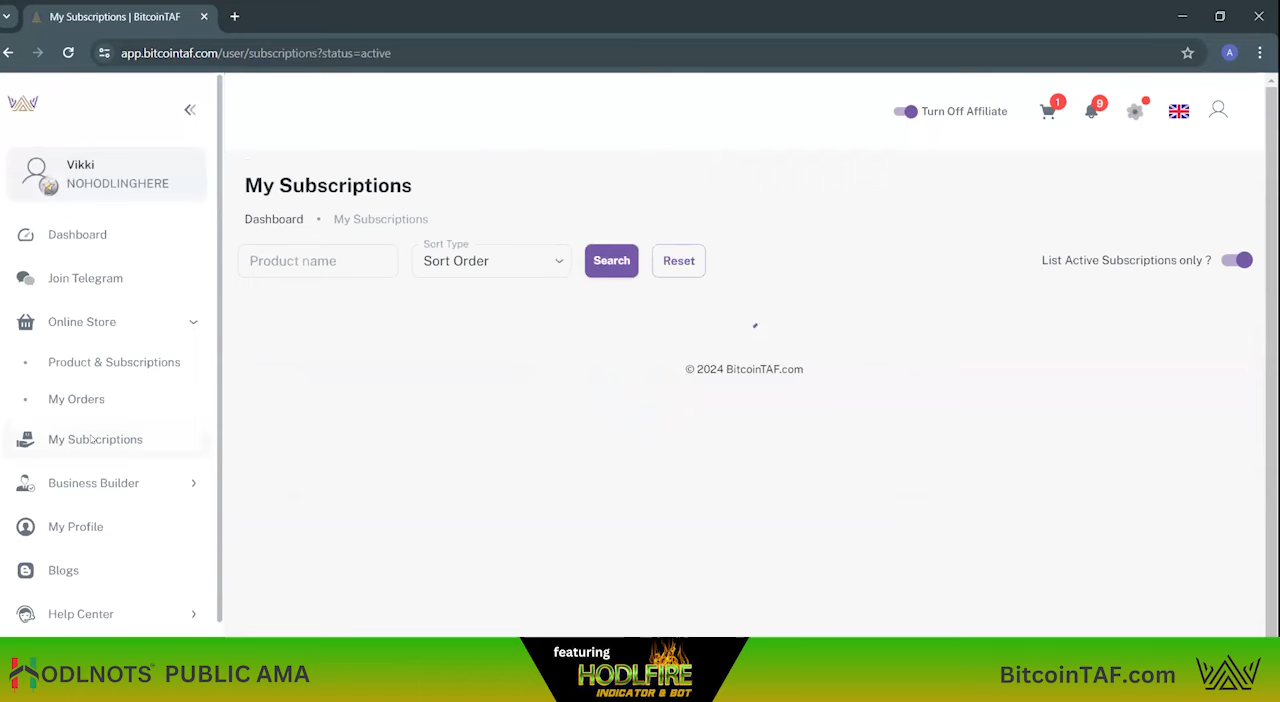 My Subscriptions | BitcoinTAF
app.bitcointaf.com/user/subscriptions?status=active
A
Turn Off Affiliate
1
9
Vikki
NOHODLINGHERE
Dashboard
Join Telegram
Online Store
Product & Subscriptions
My Orders
My Subscriptions
Business Builder
My Profile
Blogs
Help Center
My Subscriptions
Dashboard • My Subscriptions
Product name
Sort Type
Sort Order
Search
Reset
List Active Subscriptions only ?
© 2024 BitcoinTAF.com
HODLNOTS® PUBLIC AMA
featuring
HODLFIRE
INDICATOR & BOT
BitcoinTAF.com